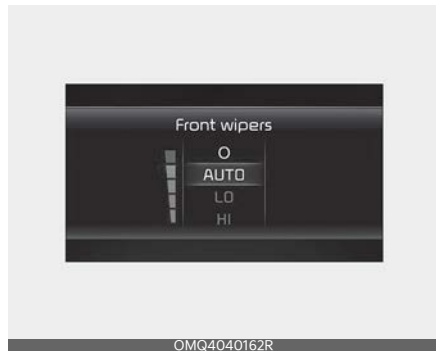 Front wipers
O
AUTO
LO
HI
OMQ4040162R